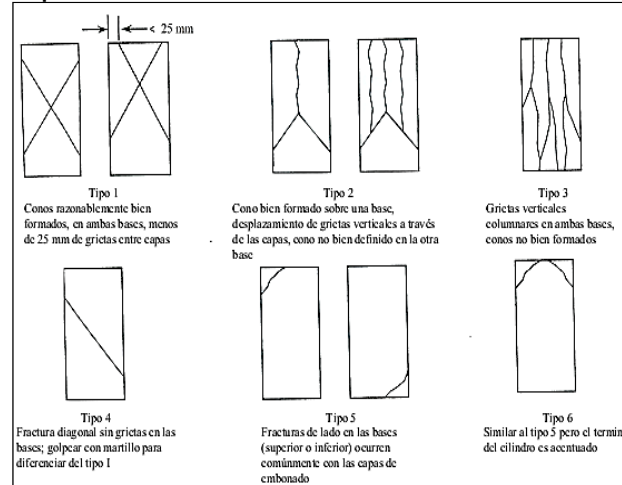 < 25 mm
Tipo 1
Conos razonablemente bien
formados, en ambas bases, menos
de 25 mm de grietas entre capas
Tipo 2
Cono bien formado sobre una base,
desplazamiento de grietas verticales a través
de las capas, cono no bien definido en la otra
base
Tipo 3
Grietas verticales
columnares en ambas bases,
conos no bien formados
Tipo 4
Fractura diagonal sin grietas en las
bases; golpear con martillo para
diferenciar del tipo I
Tipo 5
Fracturas de lado en las bases
(superior o inferior) ocurren
comúnmente con las capas de
embonado
Tipo 6
Similar al tipo 5 pero el termin
del cilindro es acentuado